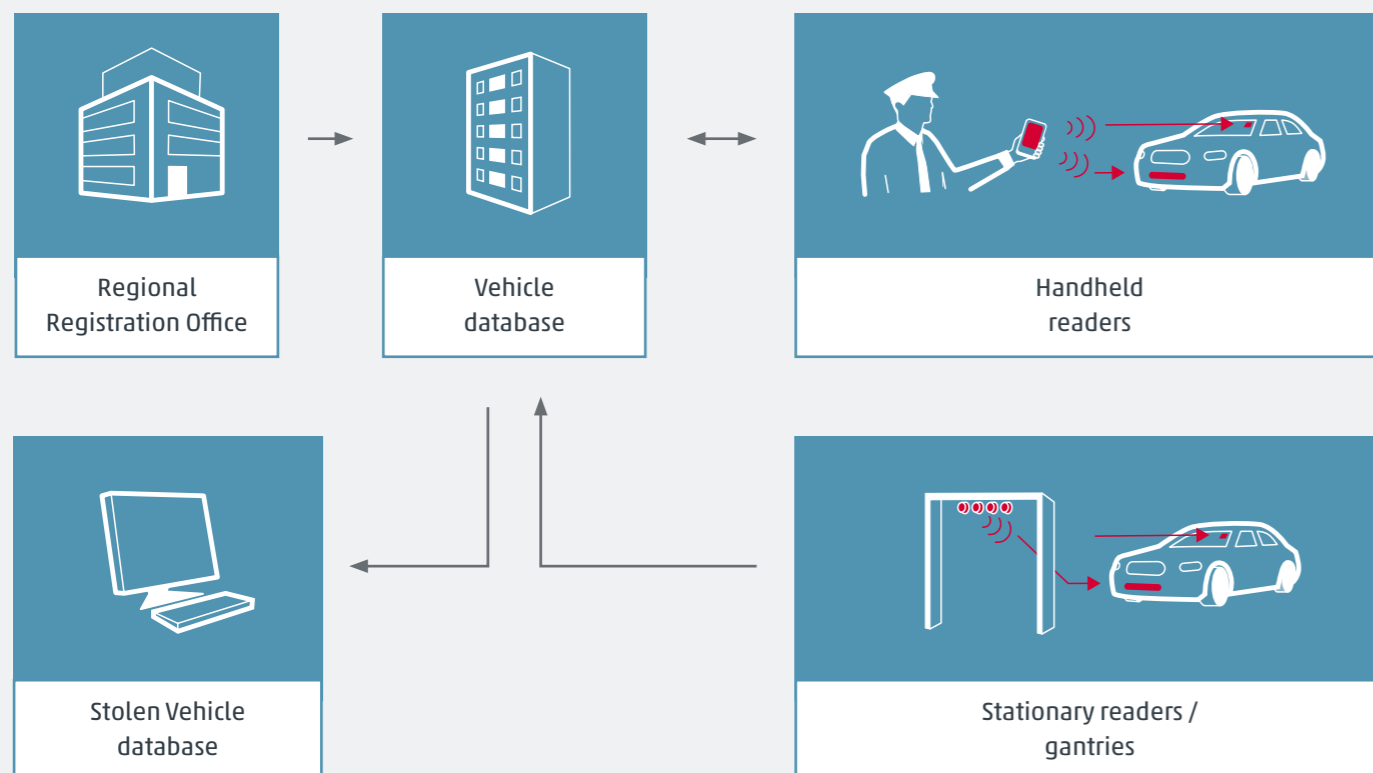 Regional
Registration Office
Vehicle
database
Handheld
readers
Stolen Vehicle
database
Stationary readers /
gantries